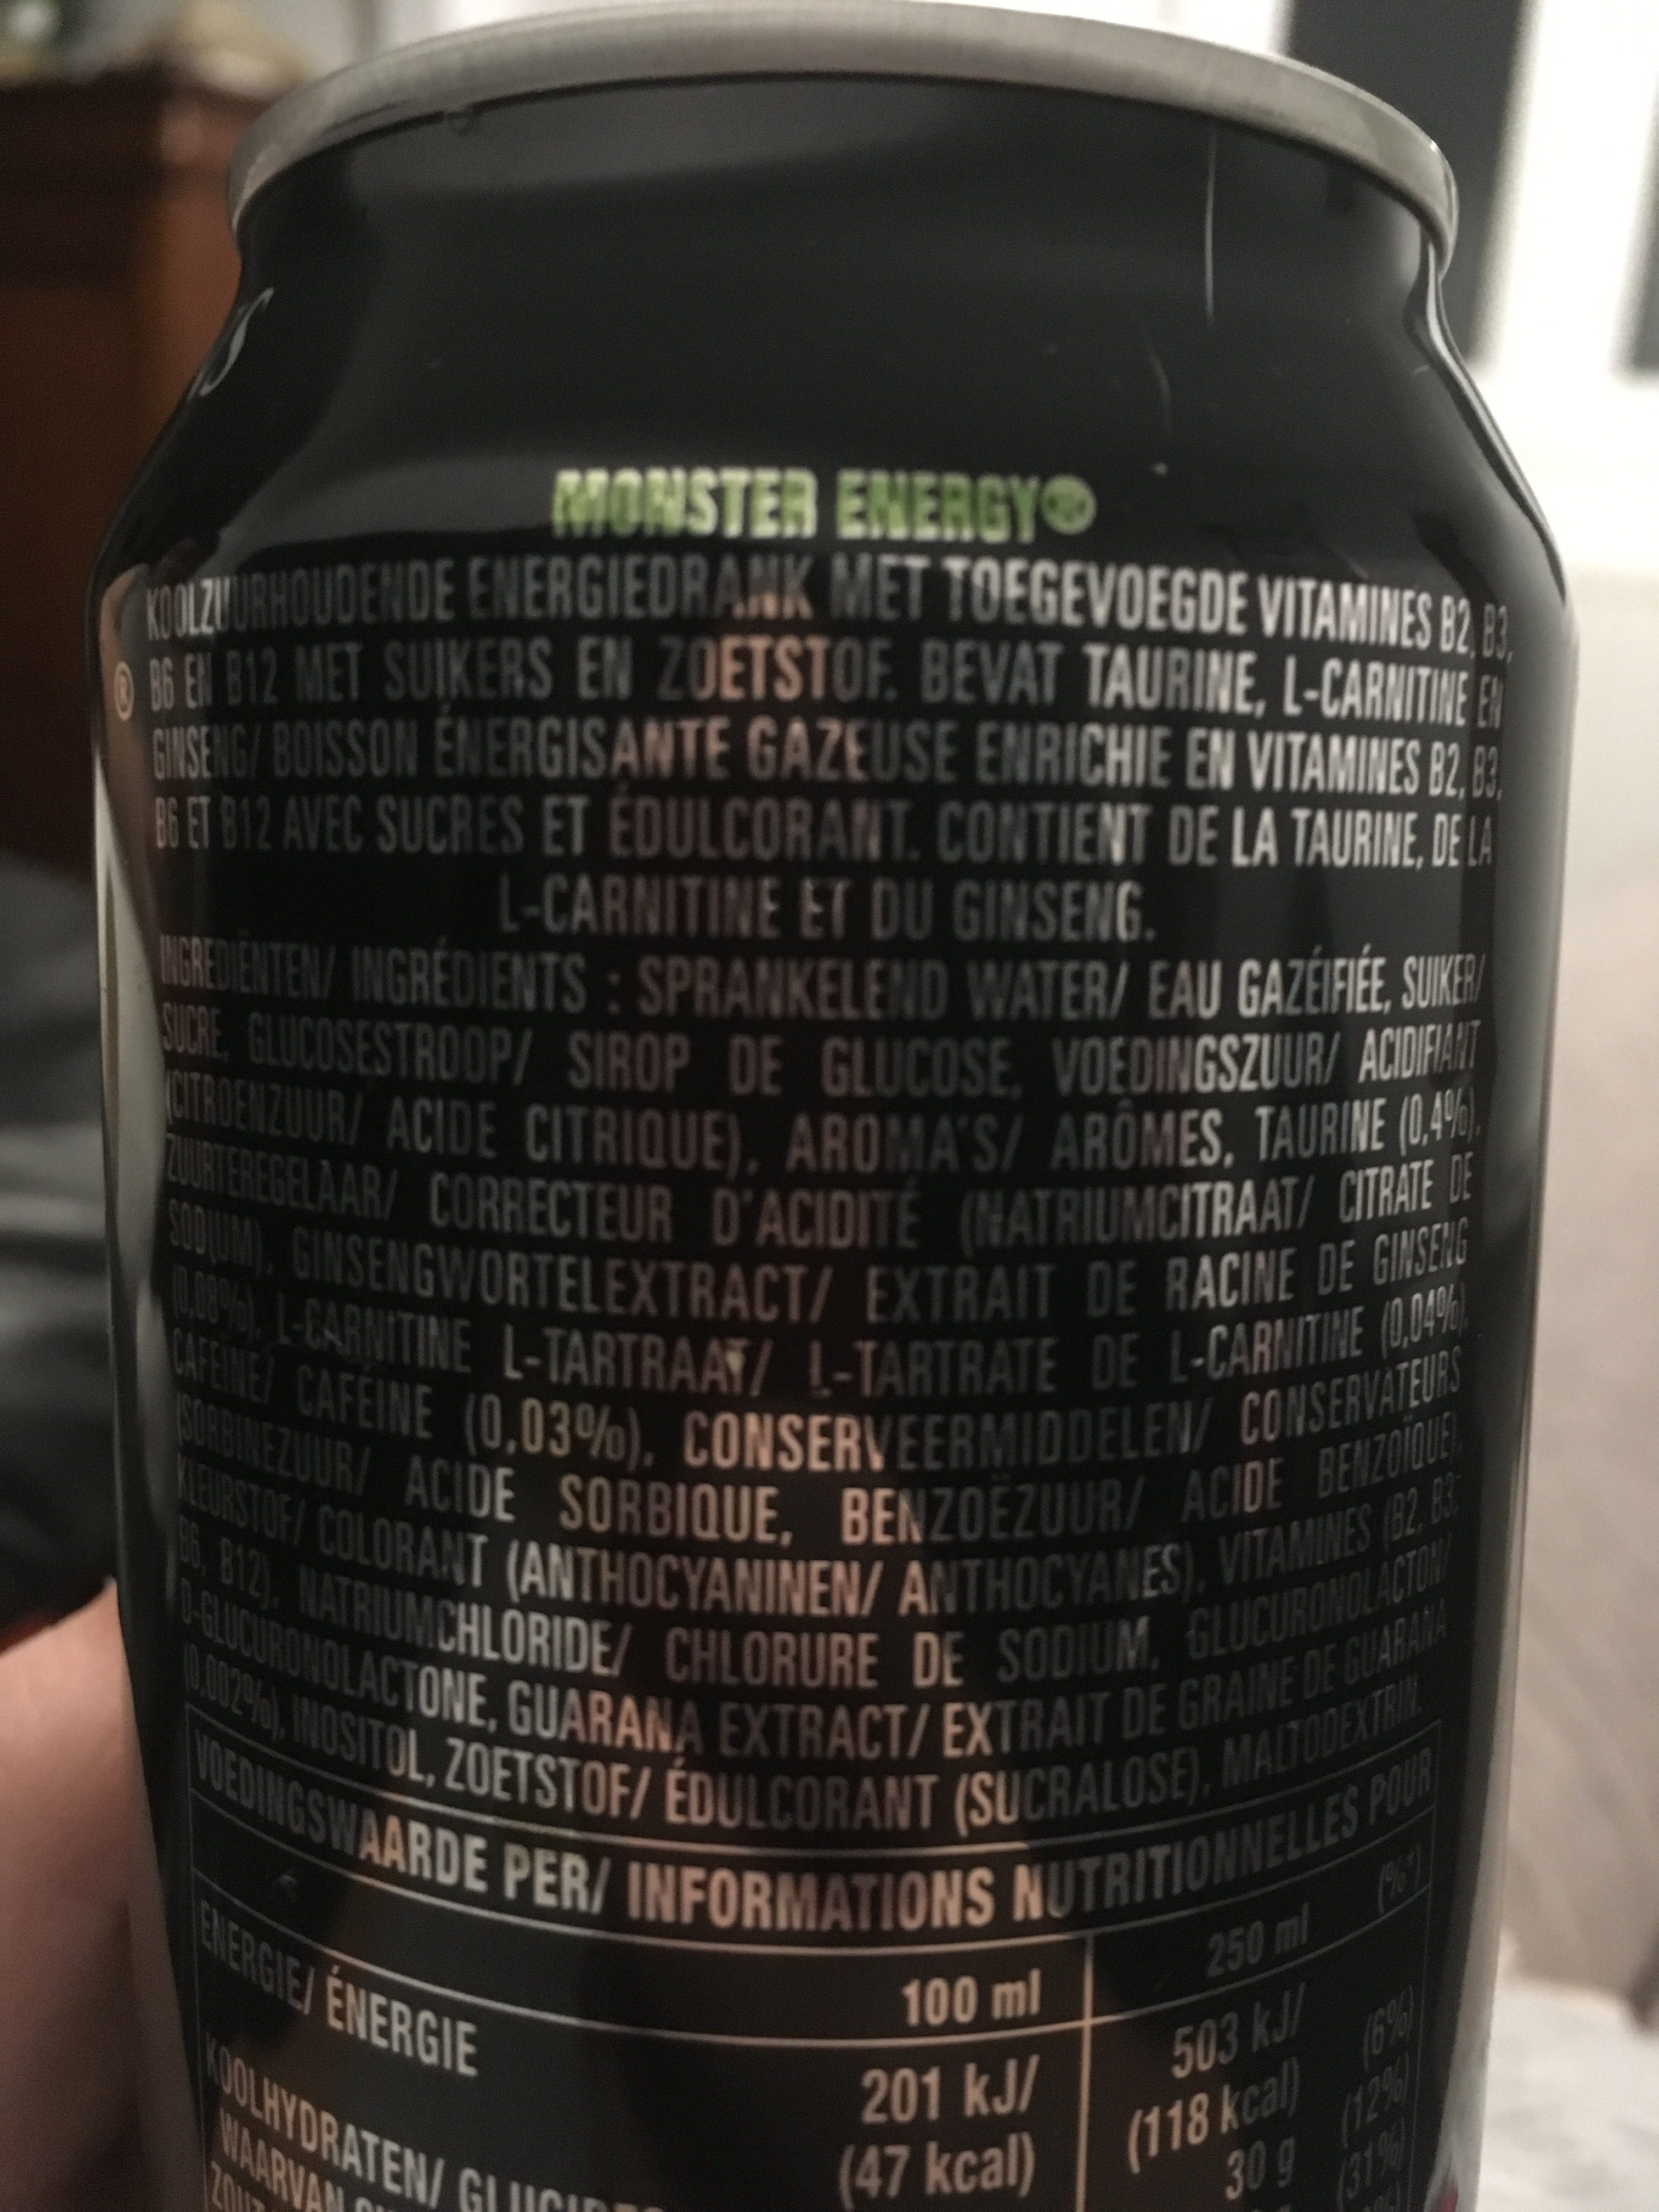 MONSTER ENERGY®
KOOLZUURHOUDENDE ENERGIEDRANK MET TOEGEVOEGDE VITAMINES B2, B3,
®
B6 EN B12 MET SUIKERS EN ZOETSTOF. BEVAT TAURINE, L-CARNITINE EN
GINSENG/ BOISSON ÉNERGISANTE GAZEUSE ENRICHIE EN VITAMINES B2, B3,
B6 ET B12 AVEC SUCRES ET ÉDULCORANT. CONTIENT DE LA TAURINE, DE LA
L-CARNITINE ET DU GINSENG.
INGREDIËNTEN/ INGRÉDIENTS : SPRANKELEND WATER/ EAU GAZÉIFIÉE, SUIKER/
SUCRE, GLUCOSESTROOP/ SIROP DE GLUCOSE, VOEDINGSZUUR/ ACIDIFIANT
(CITROENZUUR/ ACIDE CITRIQUE), AROMA'S/ ARÔMES, TAURINE (0,4%),
ZUURTEREGELAAR/ CORRECTEUR D'ACIDITÉ (NATRIUMCITRAAT/ CITRATE DE
SODIUM), GINSENGWORTELEXTRACT/ EXTRAIT DE RACINE DE GINSENG
(0,08%), L-CARNITINE L-TARTRAAT/ L-TARTRATE DE L-CARNITINE (0,04%),
CAFEÏNE/ CAFÉINE (0,03%), CONSERVEERMIDDELEN/ CONSERVATEURS
(SORBINEZUUR/ ACIDE SORBIQUE, BENZOËZUUR/ ACIDE BENZOÏQUE),
KLEURSTOF/ COLORANT (ANTHOCYANINEN/ ANTHOCYANES), VITAMINES (B2, B3,
B6, B12), NATRIUMCHLORIDE/ CHLORURE DE SODIUM, GLUCURONOLACTON/
D-GLUCURONOLACTONE, GUARANA EXTRACT/ EXTRAIT DE GRAINE DE GUARANA
(0,002%), INOSITOL, ZOETSTOF/ ÉDULCORANT (SUCRALOSE), MALTODEXTRIN.
VOEDINGSWAARDE PER/ INFORMATIONS NUTRITIONNELLES POUR
100 ml 250 ml (%*)
ENERGIE/ ÉNERGIE 201 kJ/ 503 kJ/
(47 kcal) (118 kcal) (6%)
KOOLHYDRATEN/ 30 g (12%)
WAARVAN (31%)